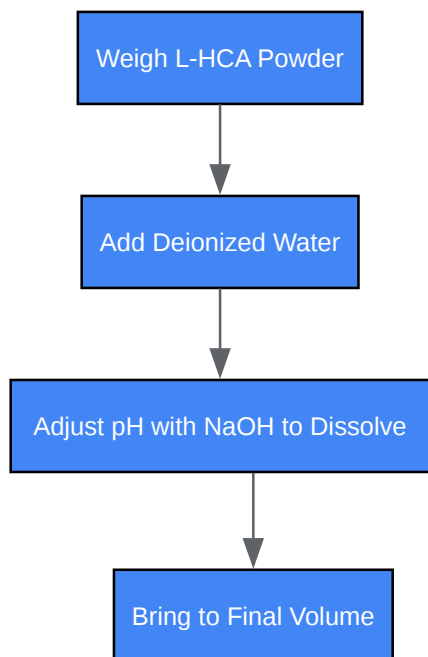 Weigh L-HCA Powder
Add Deionized Water
Adjust pH with NaOH to Dissolve
Bring to Final Volume